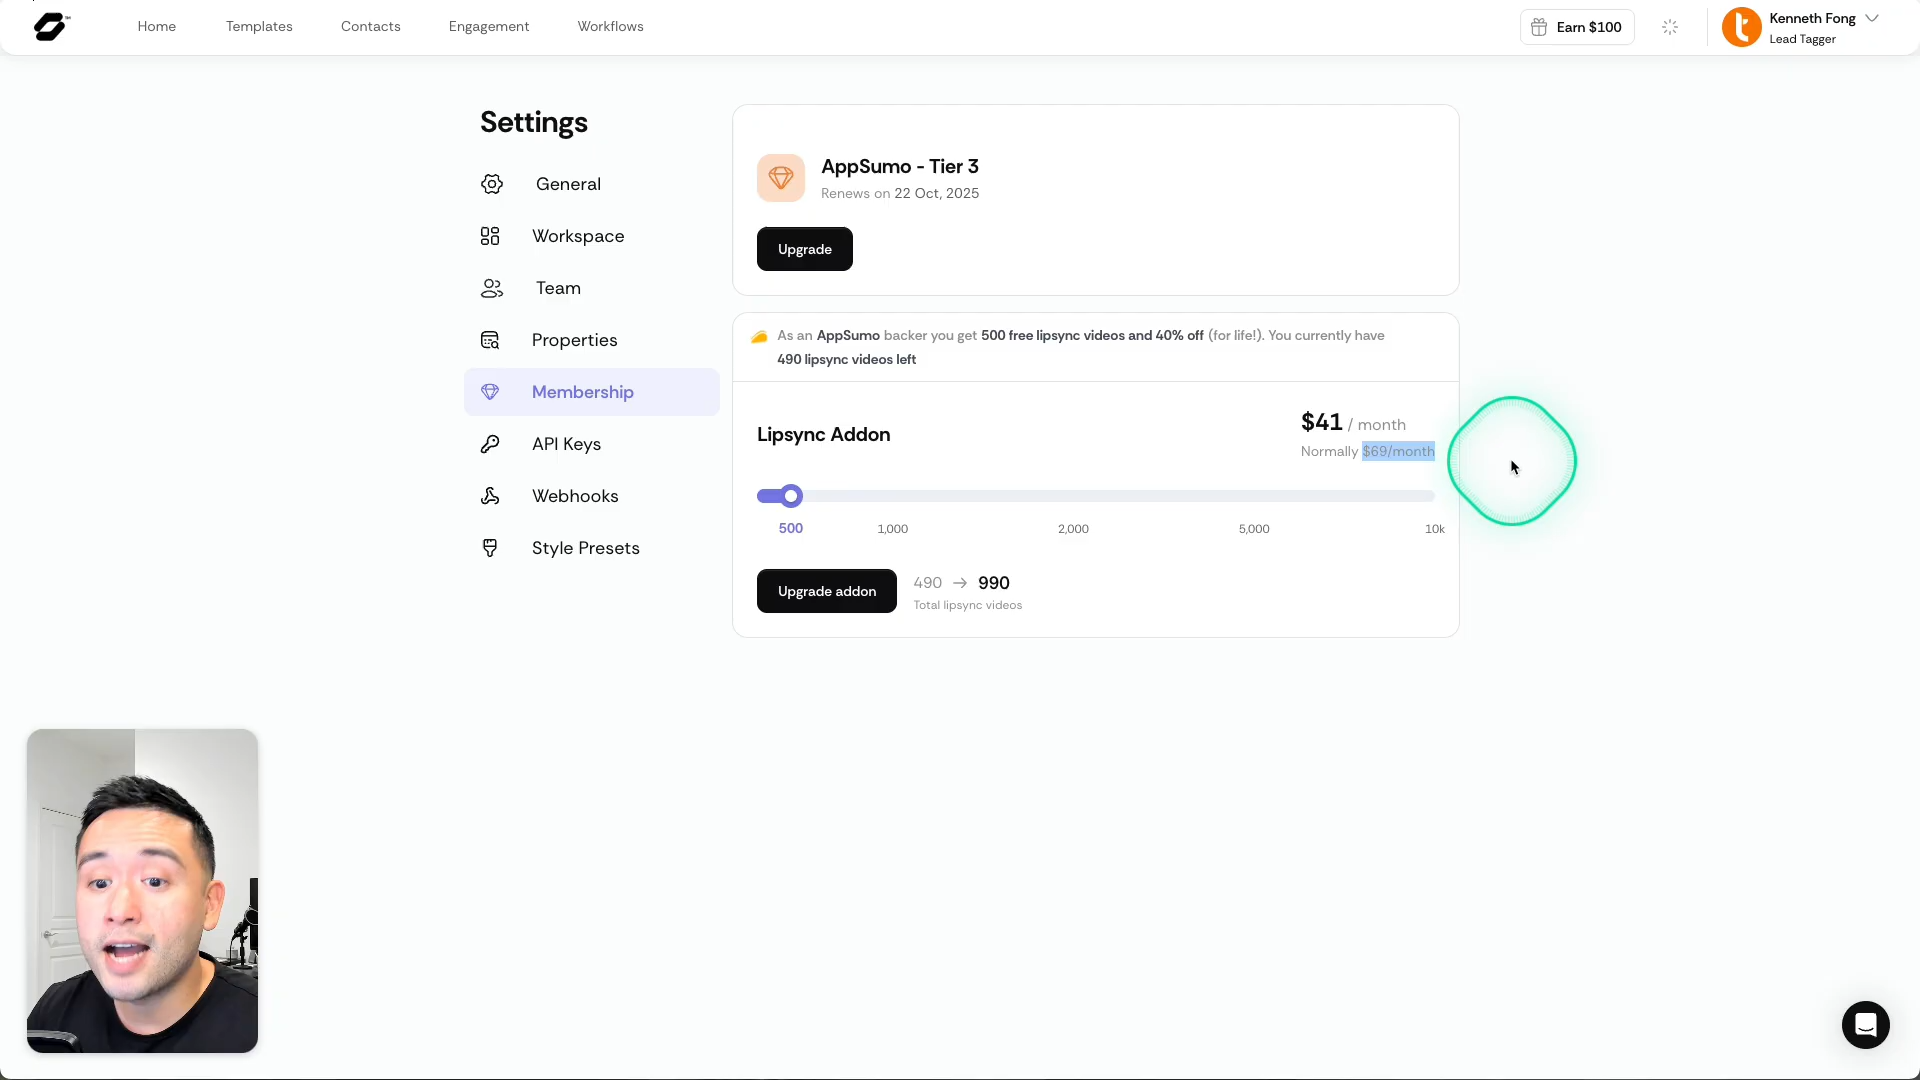 Home
Templates
Contacts
Engagement
Workflows
Earn $100
Kenneth Fong
Lead Tagger
Settings
General
Workspace
Team
Properties
Membership
API Keys
Webhooks
Style Presets
AppSumo - Tier 3
Renews on 22 Oct, 2025
Upgrade
As an AppSumo backer you get 500 free lipsync videos and 40% off (for life!). You currently have
490 lipsync videos left
Lipsync Addon
$41 / month
Normally $69/month
500
1,000
2,000
5,000
10k
Upgrade addon
490 → 990
Total lipsync videos